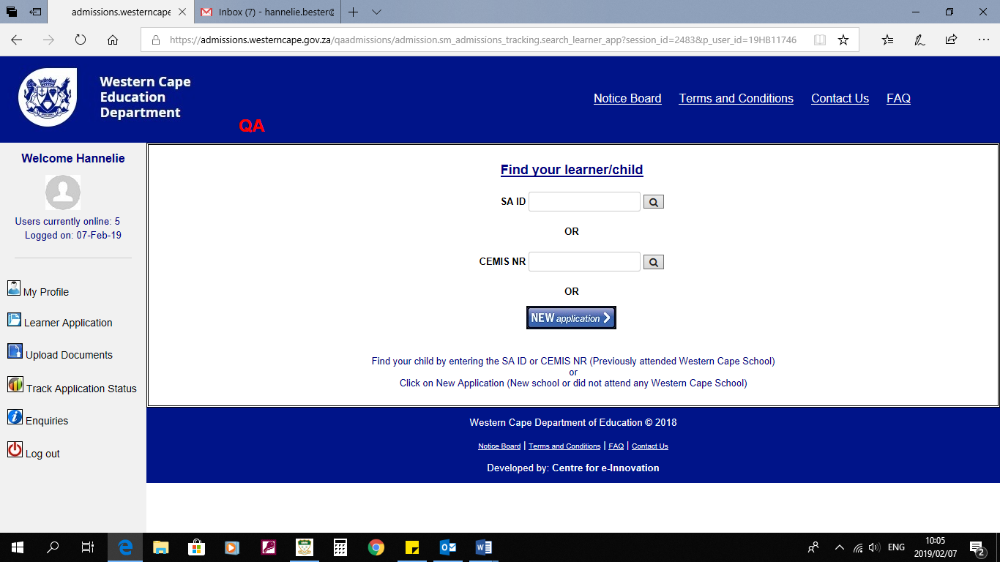 admissions.westerncape
Inbox (7) - hannelie.bester@
https://admissions.westerncape.gov.za/qaadmissions/admission.sm_admissions_tracking.search_learner_app?session_id=2483&p_user_id=19HB11746
Western Cape
Education
Department
QA
Notice Board
Terms and Conditions
Contact Us
FAQ
Welcome Hannelie
Users currently online: 5
Logged on: 07-Feb-19
My Profile
Learner Application
Upload Documents
Track Application Status
Enquiries
Log out
Find your learner/child
SA ID
OR
CEMIS NR
OR
NEW application
Find your child by entering the SA ID or CEMIS NR (Previously attended Western Cape School)
or
Click on New Application (New school or did not attend any Western Cape School)
Western Cape Department of Education © 2018
Notice Board | Terms and Conditions | FAQ | Contact Us
Developed by: Centre for e-Innovation
ENG
10:05
2019/02/07
2